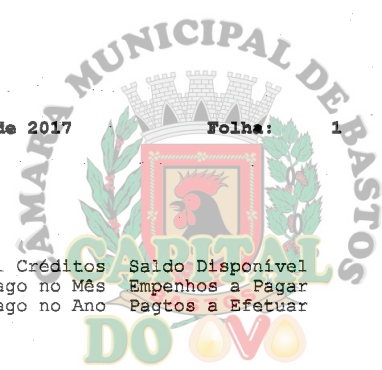 CÂMARA MUNICIPAL DE BASTOS
de 2017 Folha: 1
Créditos Saldo Disponível
ago no Mês Empenhos a Pagar
ago no Ano Pagtos a Efetuar
CAPITAL
DO OVO